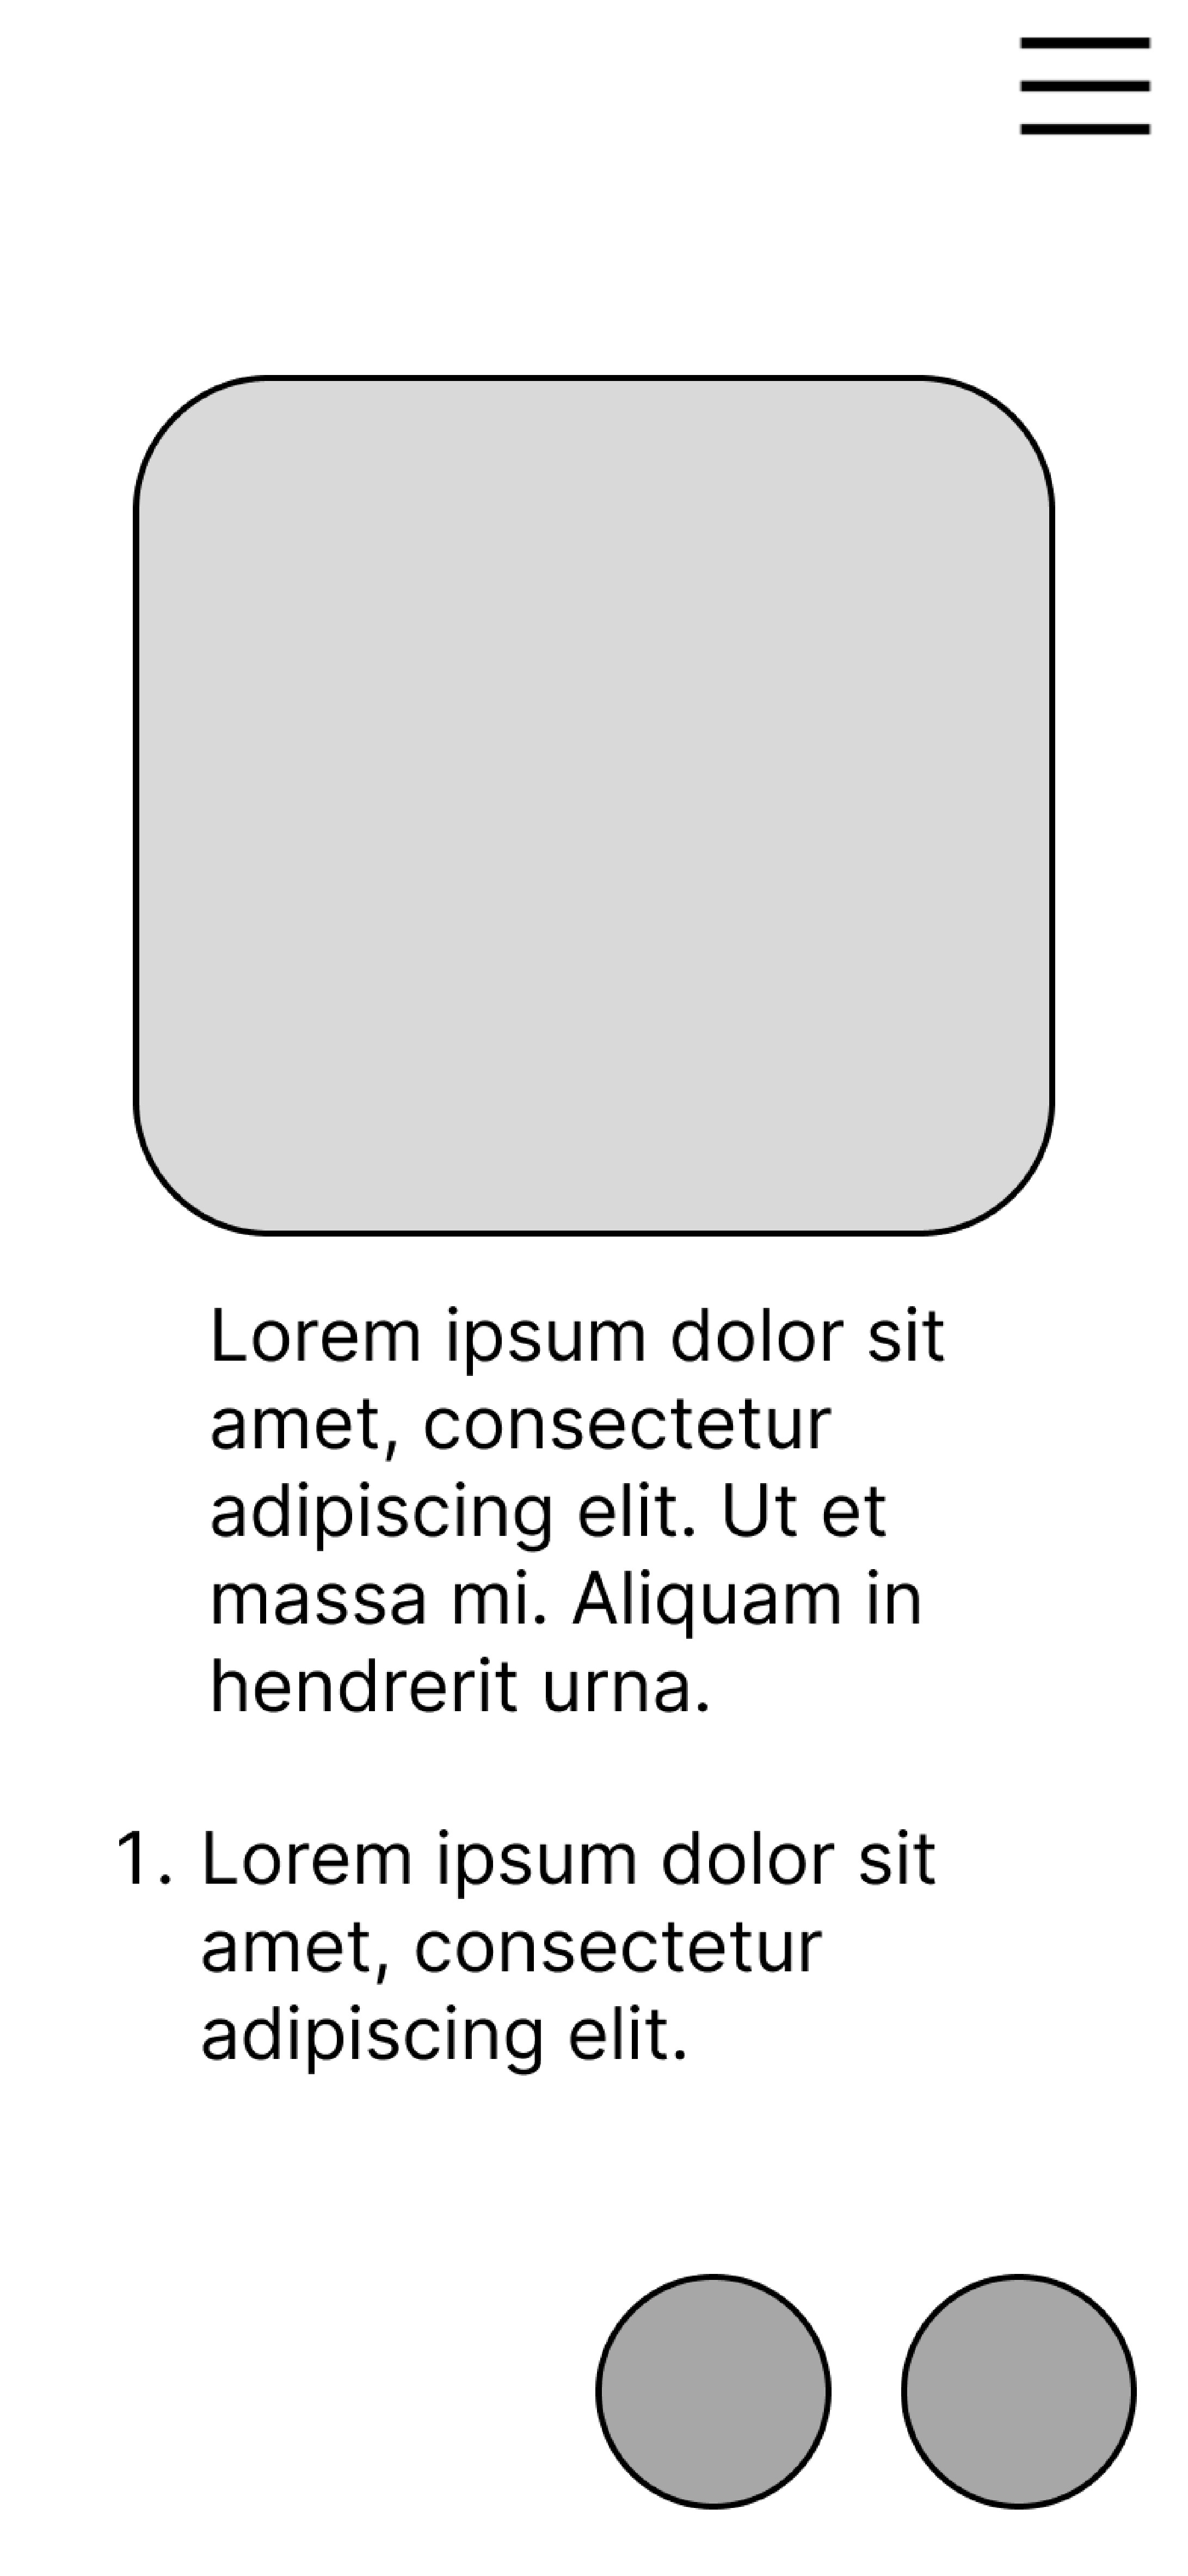 Lorem ipsum dolor sit
amet, consectetur
adipiscing elit. Ut et
massa mi. Aliquam in
hendrerit urna.
1. Lorem ipsum dolor sit
amet, consectetur
adipiscing elit.